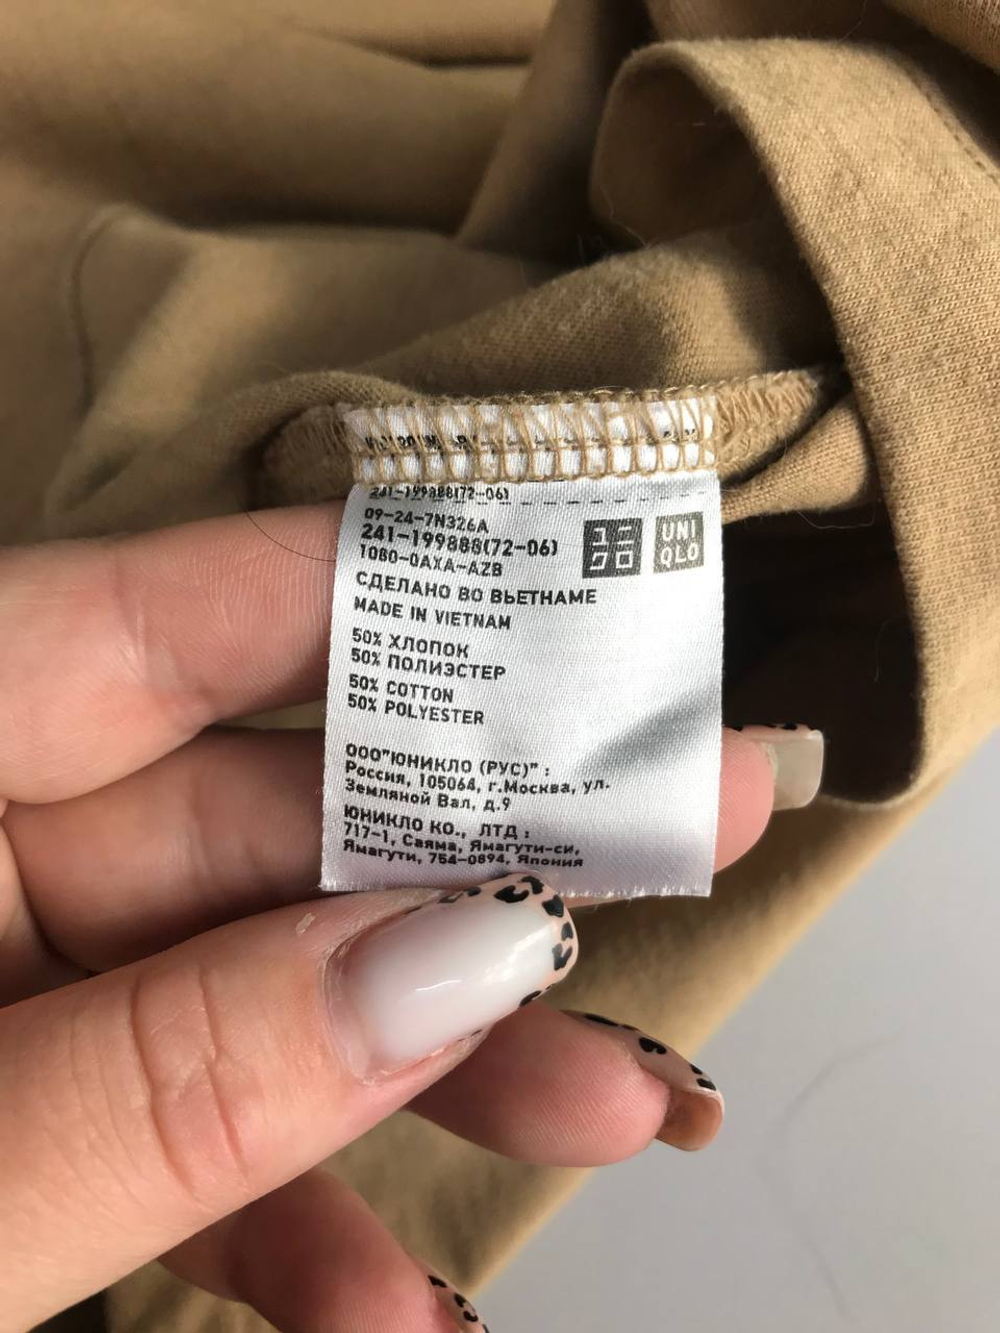 241-199888(72-06)
09-24-7N326A
241-199888(72-06)
1080-0AXA-AZB
UNI
QLO
СДЕЛАНО ВО ВЬЕТНАМЕ
MADE IN VIETNAM
50% ХЛОПОК
50% ПОЛИЭСТЕР
50% COTTON
50% POLYESTER
ООО"ЮНИКЛО (РУС)" :
Россия, 105064, г.Москва, ул.
Земляной Вал, д.9
ЮНИКЛО КО., ЛТД :
717-1, Саяма, Ямагути-си,
Ямагути, 754-0894, Япония